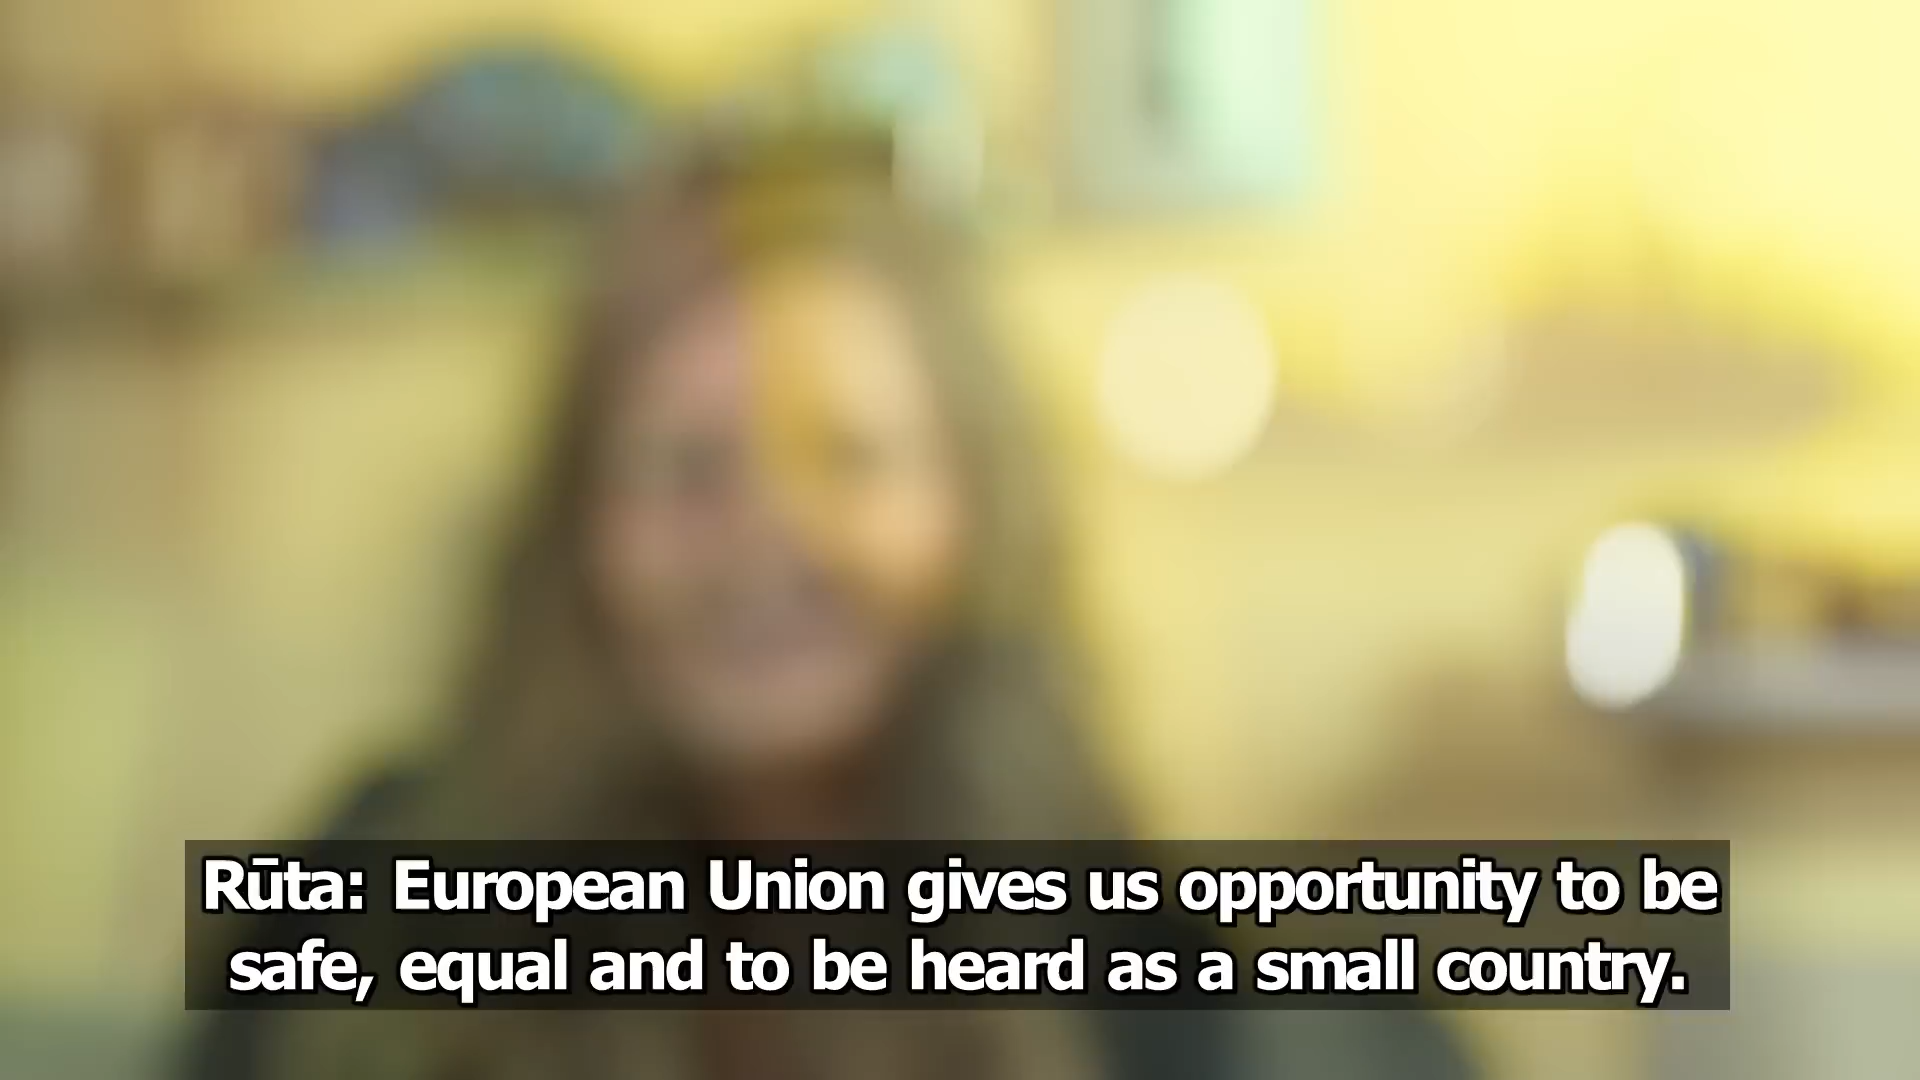 Rūta: European Union gives us opportunity to be
safe, equal and to be heard as a small country.